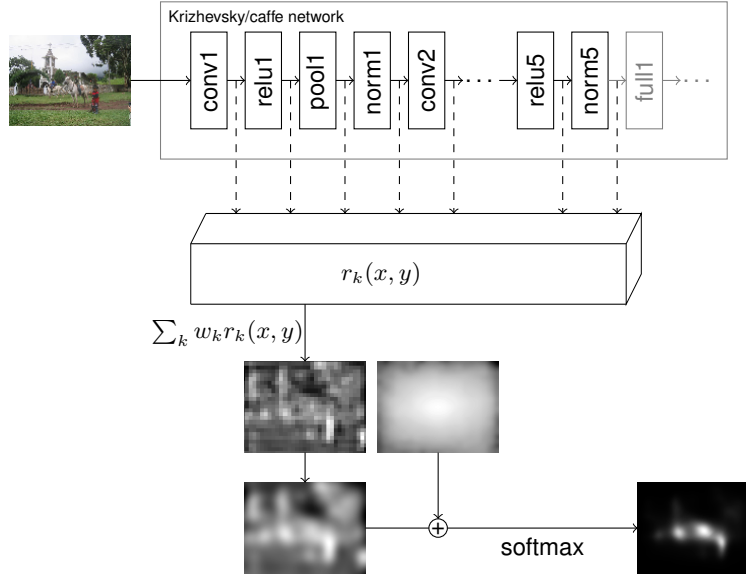 Krizhevsky/caffe network
conv1
relu1
pool1
norm1
conv2
···
relu5
norm5
full1
···
r_k(x, y)
∑_k w_k r_k(x, y)
+
softmax